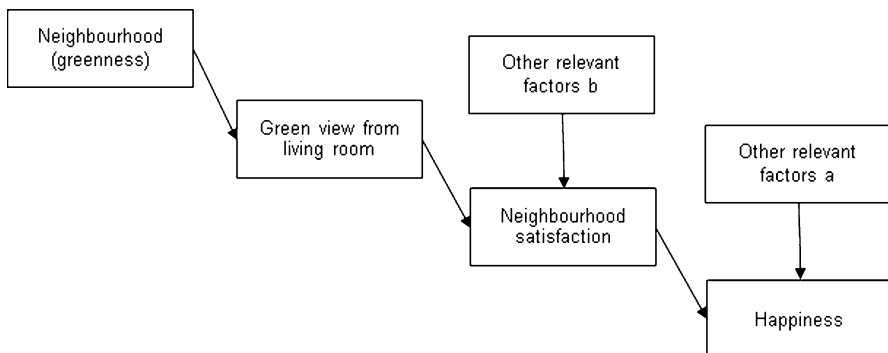 Neighbourhood
(greenness)
Green view from
living room
Other relevant
factors b
Neighbourhood
satisfaction
Other relevant
factors a
Happiness